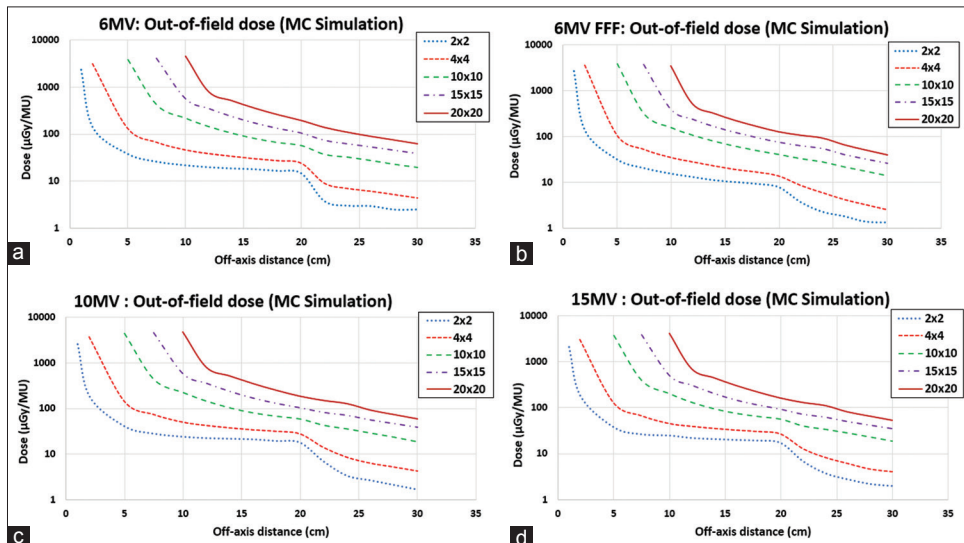 6MV: Out-of-field dose (MC Simulation)
10000
1000
100
10
1
Dose (µGy/MU)
0 5 10 15 20 25 30 35
Off-axis distance (cm)
2x2
4x4
10x10
15x15
20x20
a
6MV FFF: Out-of-field dose (MC Simulation)
10000
1000
100
10
1
Dose (µGy/MU)
0 5 10 15 20 25 30 35
Off-axis distance (cm)
2x2
4x4
10x10
15x15
20x20
b
10MV : Out-of-field dose (MC Simulation)
10000
1000
100
10
1
Dose (µGy/MU)
0 5 10 15 20 25 30 35
Off-axis distance (cm)
2x2
4x4
10x10
15x15
20x20
c
15MV : Out-of-field dose (MC Simulation)
10000
1000
100
10
1
Dose (µGy/MU)
0 5 10 15 20 25 30 35
Off-axis distance (cm)
2x2
4x4
10x10
15x15
20x20
d